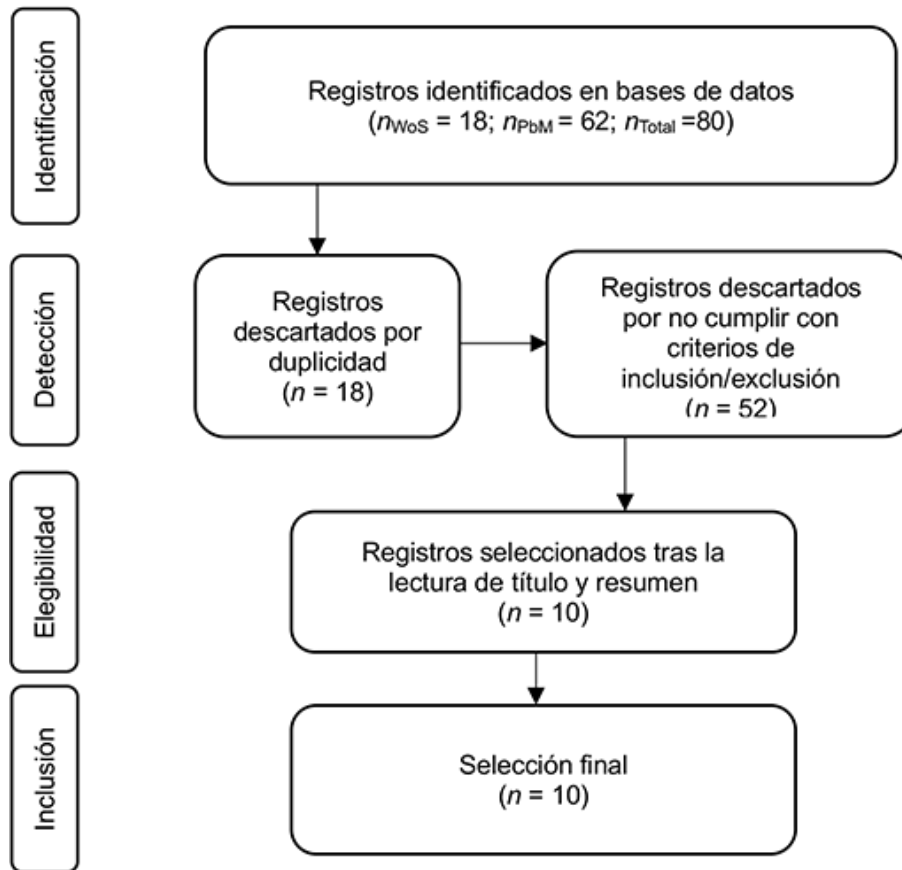 Identificación
Registros identificados en bases de datos
(nWoS = 18; nPbM = 62; nTotal =80)
Detección
Registros
descartados por
duplicidad
(n = 18)
Registros descartados
por no cumplir con
criterios de
inclusión/exclusión
(n = 52)
Elegibilidad
Registros seleccionados tras la
lectura de título y resumen
(n = 10)
Inclusión
Selección final
(n = 10)